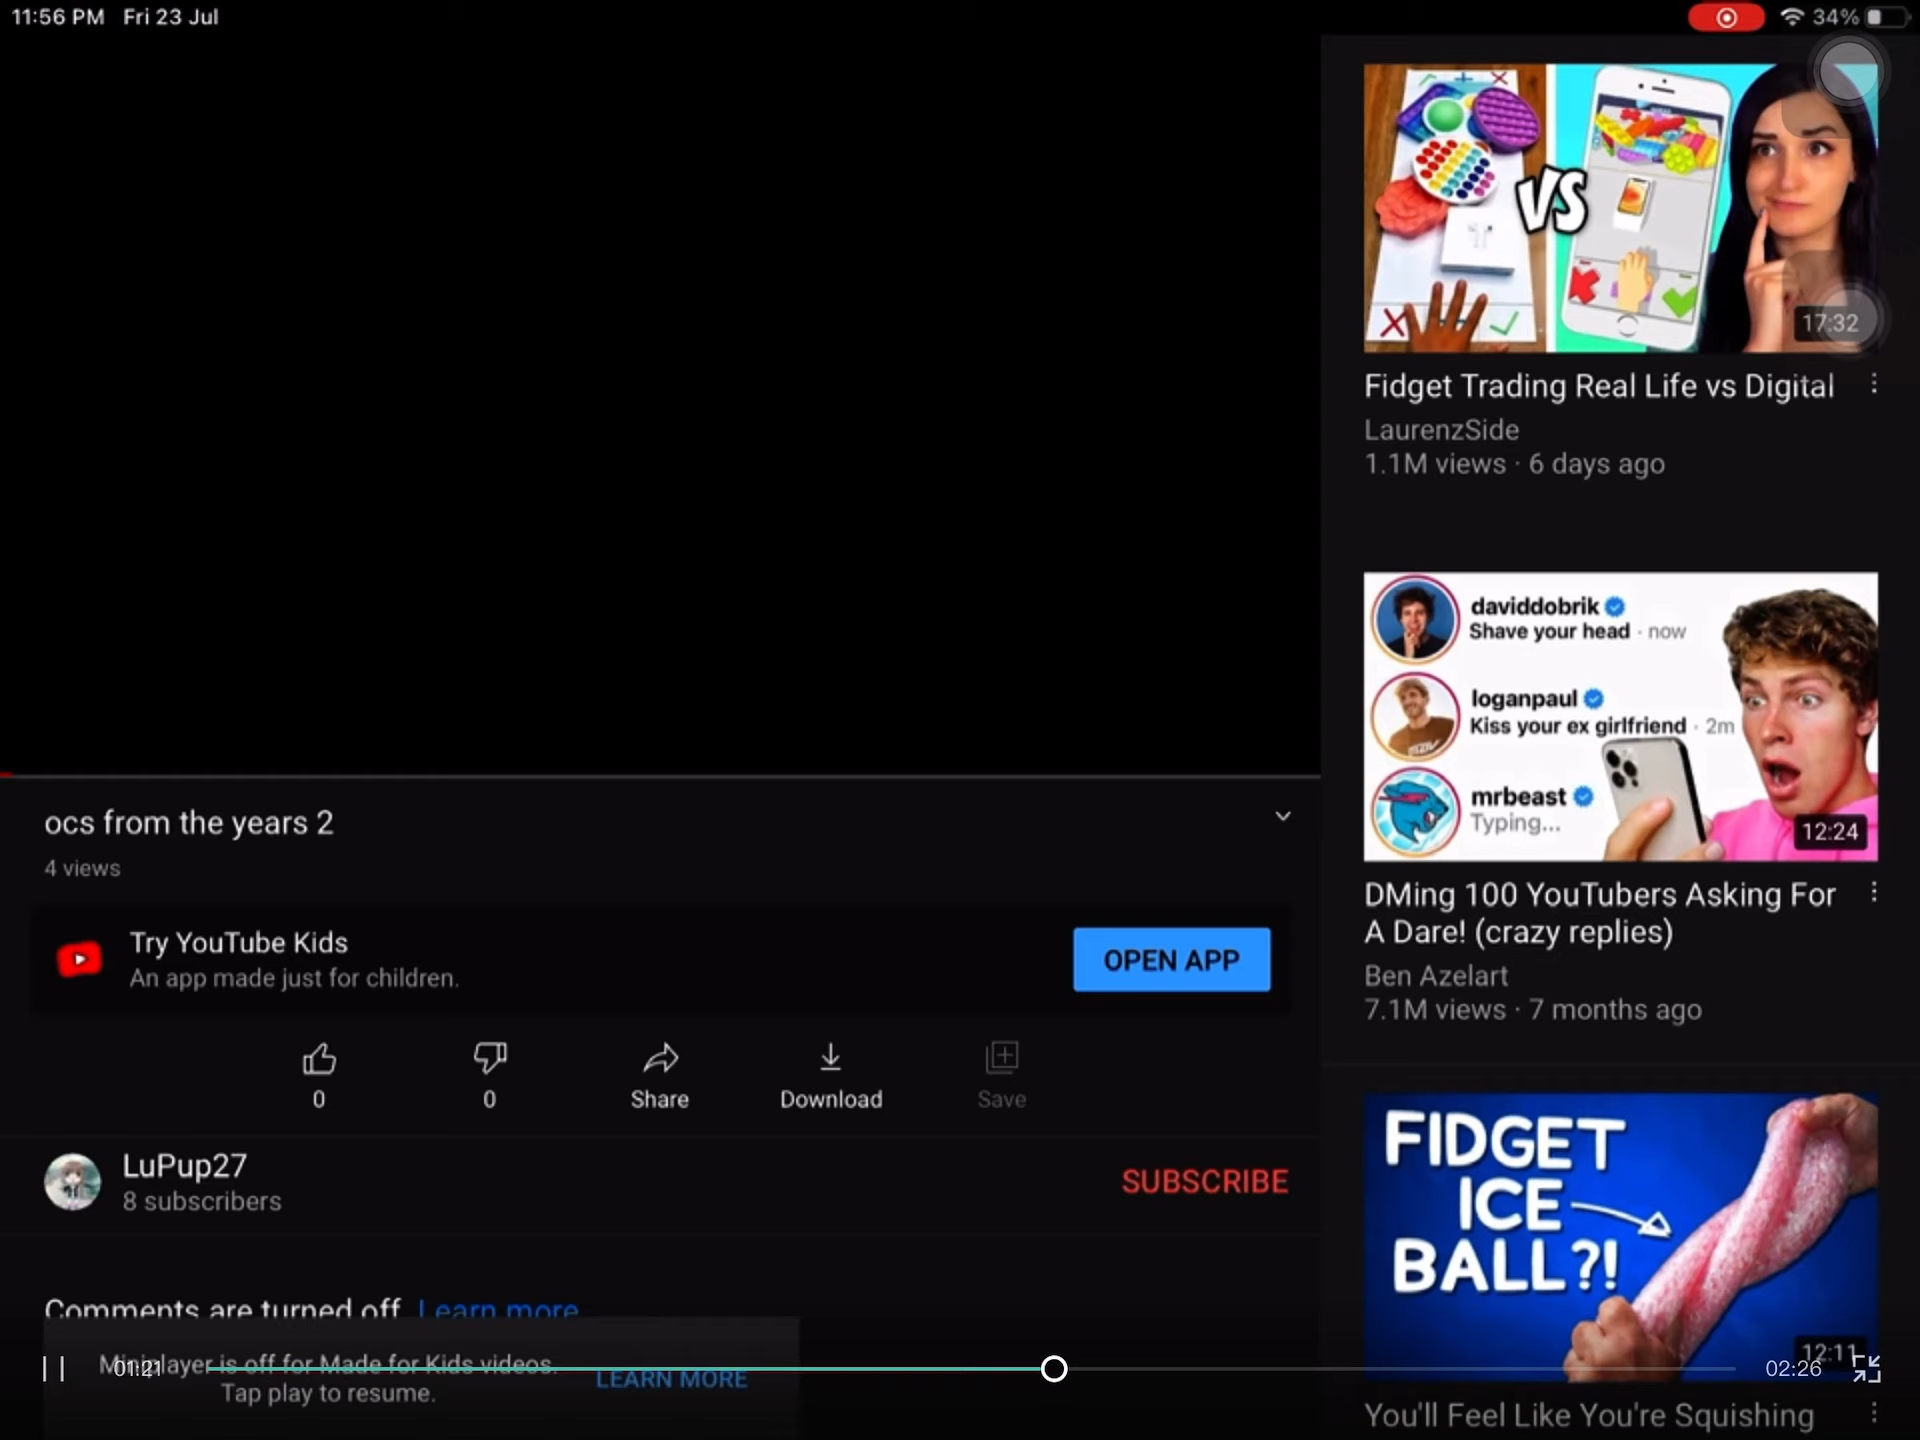 11:56 PM Fri 23 Jul
34%
VS
17:32
Fidget Trading Real Life vs Digital
LaurenzSide
1.1M views · 6 days ago
daviddobrik
Shave your head · now
loganpaul
Kiss your ex girlfriend · 2m
mrbeast
Typing...
12:24
DMing 100 YouTubers Asking For
A Dare! (crazy replies)
Ben Azelart
7.1M views · 7 months ago
FIDGET
ICE
BALL?!
12:11
You'll Feel Like You're Squishing
ocs from the years 2
4 views
Try YouTube Kids
An app made just for children.
OPEN APP
0
0
Share
Download
Save
LuPup27
8 subscribers
SUBSCRIBE
Comments are turned off Learn more
Miniplayer is off for Made for Kids videos.
Tap play to resume.
LEARN MORE
01:21
02:26